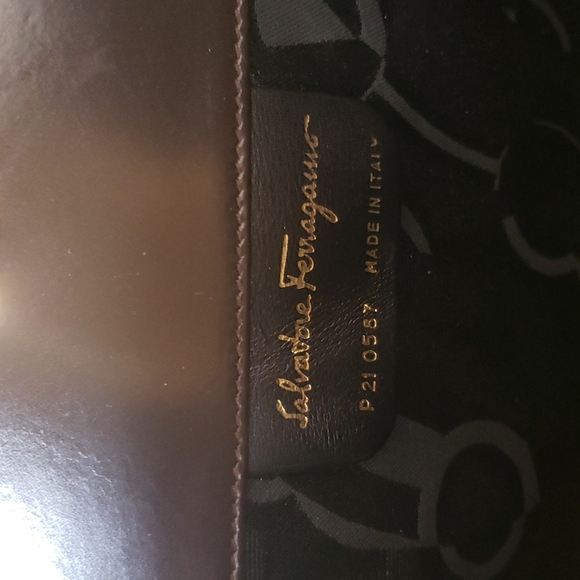 Salvatore Ferragamo
P 21 0587 MADE IN ITALY